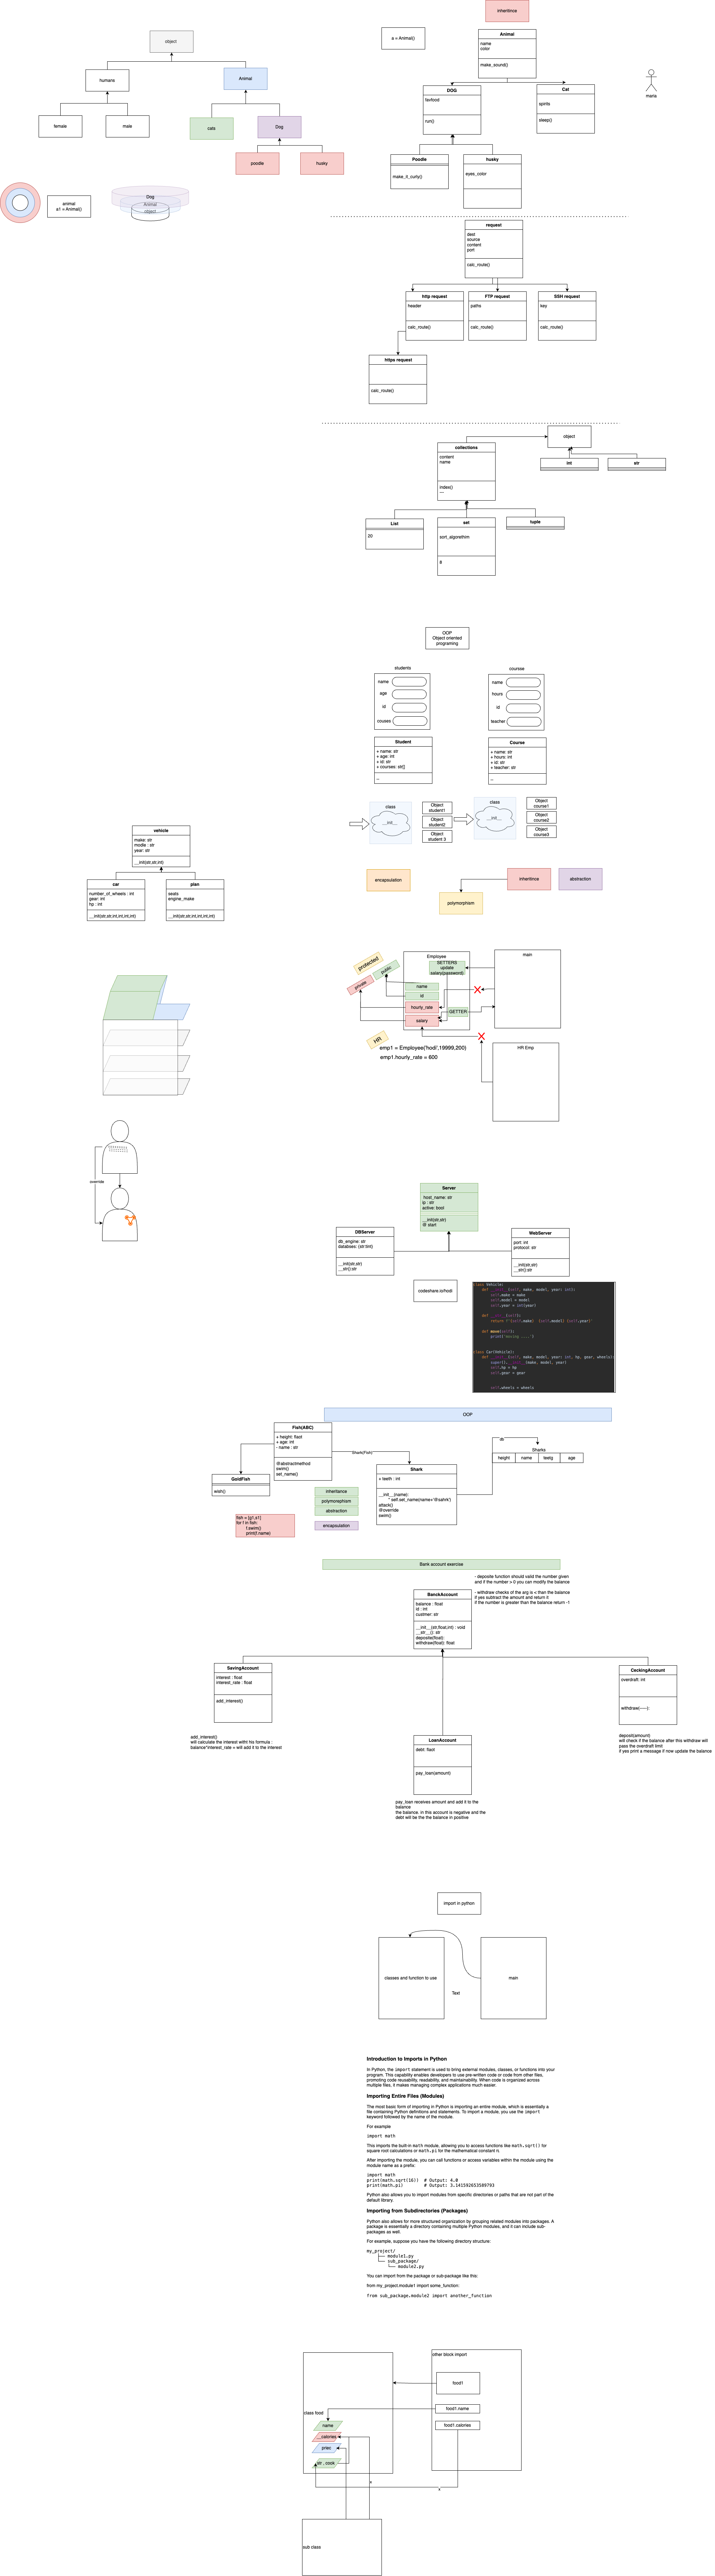 inheritince
a = Animal()
Animal
name
color
make_sound()
object
humans
Animal
female
male
cats
Dog
poodle
husky
DOG
favfood
run()
Cat
spirits
sleep()
maria
Poodle
make_it_curly()
husky
eyes_color
animal
a1 = Animal()
Dog
Animal
object
request
dest
source
content
port
calc_route()
http request
header
calc_route()
FTP request
paths
calc_route()
SSH request
key
calc_route()
https request
calc_route()
collections
content
name
index()
---
object
int
str
List
20
set
sort_algorethim
tuple
OOP
Object oriented
programing
students
name
age
id
couses
coursse
name
hours
id
teacher
Student
+ name: str
+ age: int
+ id: str
+ courses: str[]
Course
+ name: str
+ hours: int
+ id: str
+ teacher: str
class
__init__
Object
student1
Object
student2
Object
student 3
class
__init__
Object
course1
Object
course2
Object
course3
vehicle
make: str
modle : str
year: str
__init(str,str,int)
car
number_of_wheels : int
gear: int
hp : int
__init(str,str,int,int,int,int)
plan
seats
engine_make
__init(str,str,int,int,int,int)
encapsulation
inheritince
abstraction
polymorphism
Employee
SETTERS
update
salary(password)
name
id
hourly_rate
salary
GETTER
protected
public
private
HR
main
emp1 = Employee('hodi',19999,200)
emp1.hourly_rate = 600
HR Emp
override
Server
host_name: str
ip : str
active: bool
__init(str,str)
@ start
DBServer
db_engine: str
databses: {str:tint}
__init(str,str)
__str():str
WebServer
port: int
protocol: str
__init(str,str)
__str():str
codeshare.io/hodi
class Vehicle:
def __init__(self, make, model, year: int):
self.make = make
self.model = model
self.year = int(year)
def __str__(self):
return f"{self.make} {self.model} {self.year}"
def move(self):
print("moving ....")
class Car(Vehicle):
def __init__(self, make, model, year: int, hp, gear, wheels):
super().__init__(make, model, year)
self.hp = hp
self.gear = gear
self.wheels = wheels
OOP
Fish(ABC)
+ height: flaot
+ age: int
- name : str
@abstractmethod
swim()
set_name()
Shark(Fish)
GoldFish
wish()
Shark
+ teeth : int
__init__(name):
" self.set_name(name+'@sahrk')
attack()
@override
swim()
db
Sharks
height
name
teetg
age
inheritance
polymoraphism
abstraction
encapsulation
fish = [g1,s1]
for f in fish:
f.swim()
print(f.name)
Bank account exercise
- deposite function should valid the number given
and if the number > 0 you can modify the balance
- withdraw checks of the arg is < than the balance
if yes subtract the amount and return it
if the number is greater than the balance return -1
BanckAccount
balance : float
id : int
custmer: str
__init__(str,float,int) : void
__str__(): str
deposite(float):
withdraw(float): float
SavingAccount
interest : float
interest_rate : float
add_interest()
CeckingAccount
overdraft: int
withdraw(-----):
add_interest()
will calculate the interest witht his formula :
balance*interest_rate = will add it to the interest
LoanAccount
debt: flaot
pay_loan(amount)
deposit(amount)
will check if the balance after this withdraw will
pass the overdraft limit
if yes print a message if now update the balance
pay_loan receives amount and add it to the
balance
the balance. in this account is negative and the
debt will be the the balance in positive
import in python
classes and function to use
main
Text
Introduction to Imports in Python
In Python, the import statement is used to bring external modules, classes, or functions into your
program. This capability enables developers to use pre-written code or code from other files,
promoting code reusability, readability, and maintainability. When code is organized across
multiple files, it makes managing complex applications much easier.
Importing Entire Files (Modules)
The most basic form of importing in Python is importing an entire module, which is essentially a
file containing Python definitions and statements. To import a module, you use the import
keyword followed by the name of the module.
For example
import math
This imports the built-in math module, allowing you to access functions like math.sqrt() for
square root calculations or math.pi for the mathematical constant π.
After importing the module, you can call functions or access variables within the module using the
module name as a prefix:
import math
print(math.sqrt(16))  # Output: 4.0
print(math.pi)        # Output: 3.141592653589793
Python also allows you to import modules from specific directories or paths that are not part of the
default library.
Importing from Subdirectories (Packages)
Python also allows for more structured organization by grouping related modules into packages. A
package is essentially a directory containing multiple Python modules, and it can include sub-
packages as well.
For example, suppose you have the following directory structure:
my_project/
├── module1.py
└── sub_package/
└── module2.py
You can import from the package or sub-package like this:
from my_project.module1 import some_function:
from sub_package.module2 import another_function
other block import
food1
class food
food1.name
name
food1.calories
__calories
priec
str , cook
x
x
sub class